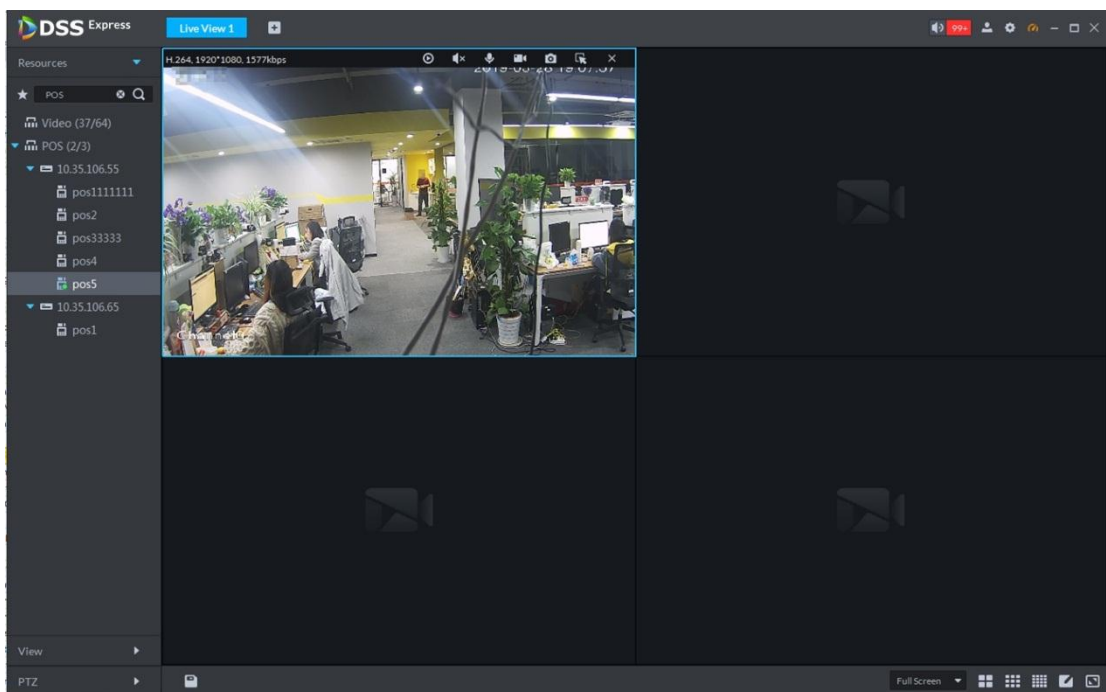 DSS Express
Live View 1
99+
Resources
H.264, 1920*1080, 1577kbps
POS
Video (37/64)
POS (2/3)
10.35.106.55
pos1111111
pos2
pos33333
pos4
pos5
10.35.106.65
pos1
View
PTZ
Full Screen